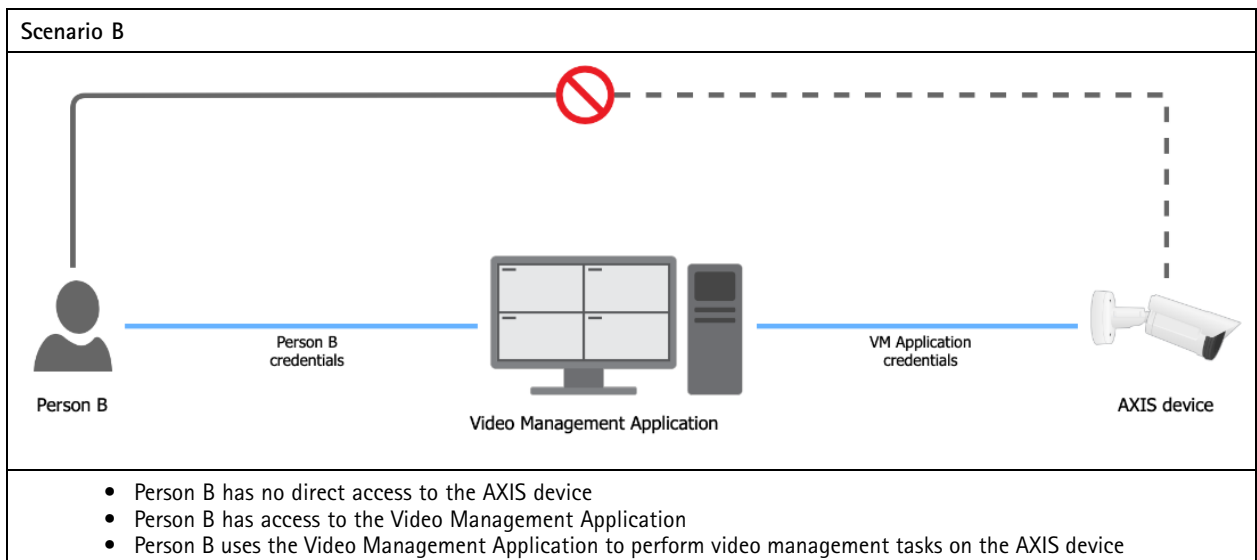 Scenario B
Person B
credentials
VM Application
credentials
Person B
Video Management Application
AXIS device
• Person B has no direct access to the AXIS device
• Person B has access to the Video Management Application
• Person B uses the Video Management Application to perform video management tasks on the AXIS device